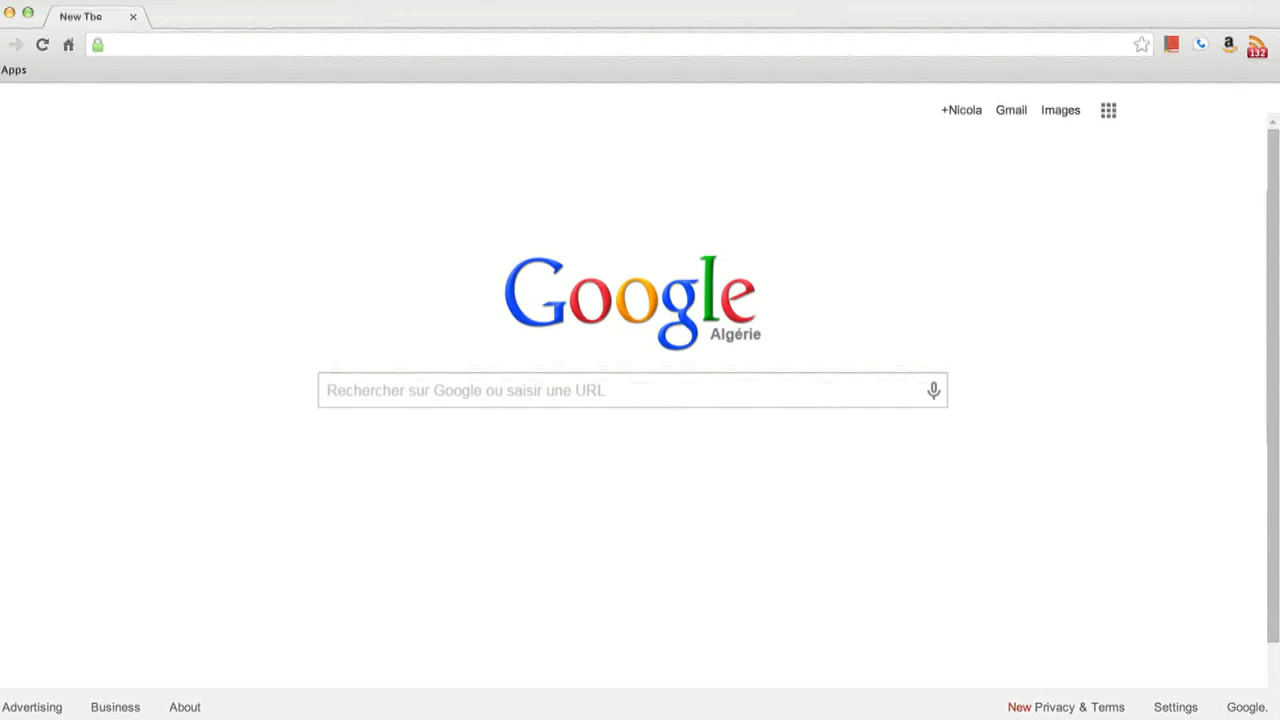 New Tbe
132
Apps
+Nicola Gmail Images
Google
Algérie
Rechercher sur Google ou saisir une URL
Advertising Business About New Privacy & Terms Settings Google.